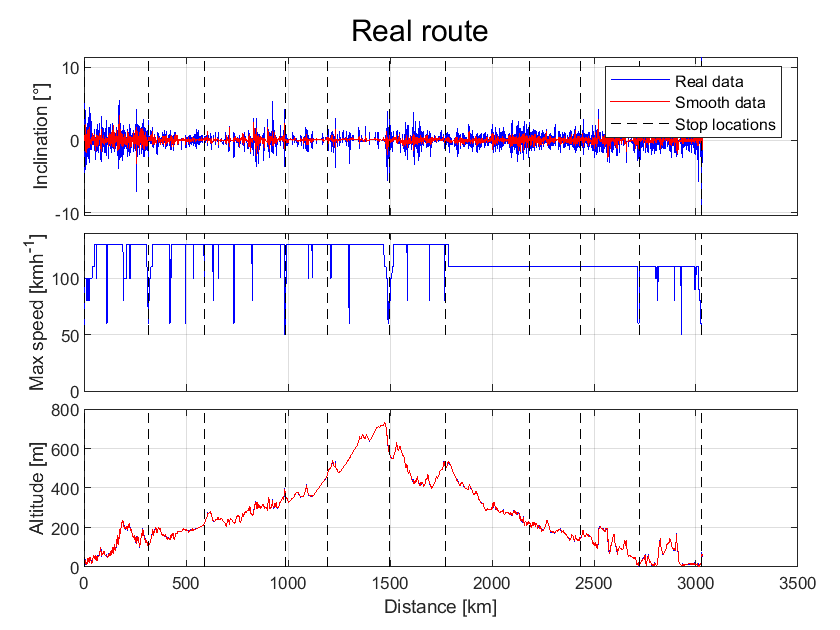 Real route
10
0
-10
Inclination [°]
Real data
Smooth data
Stop locations
100
50
0
Max speed [kmh-1]
800
600
400
200
0
Altitude [m]
0 500 1000 1500 2000 2500 3000 3500
Distance [km]